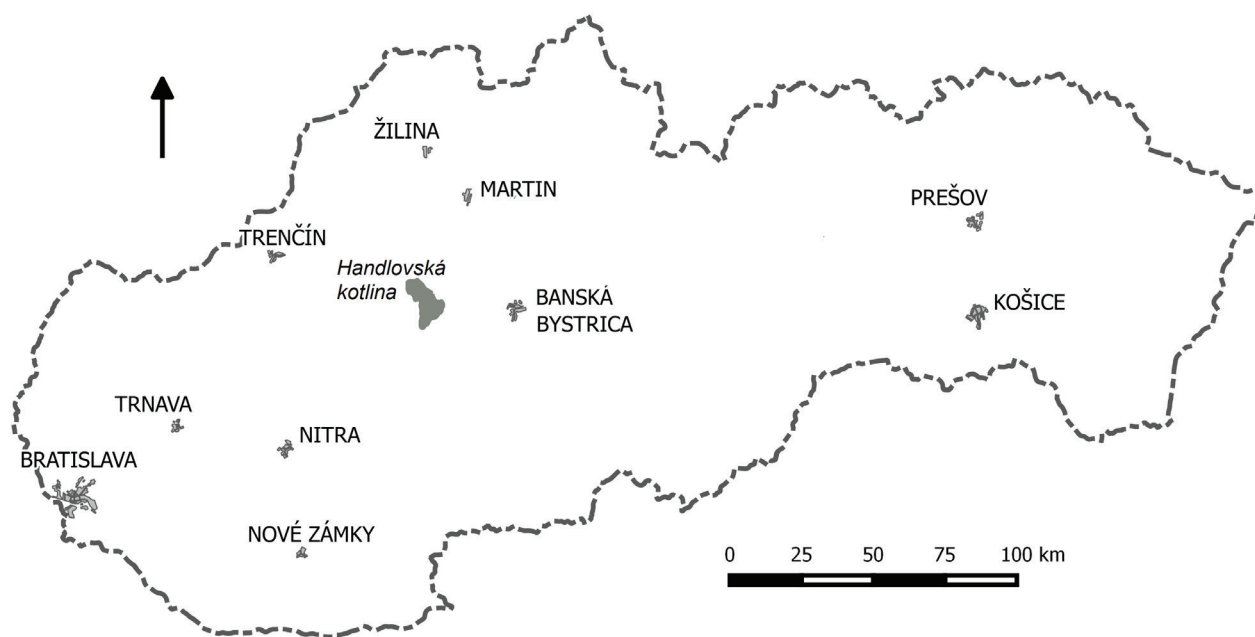 ŽILINA
MARTIN
PREŠOV
TRENČÍN
Handlovská
kotlina
BANSKÁ
BYSTRICA
KOŠICE
TRNAVA
NITRA
BRATISLAVA
NOVÉ ZÁMKY
0 25 50 75 100 km